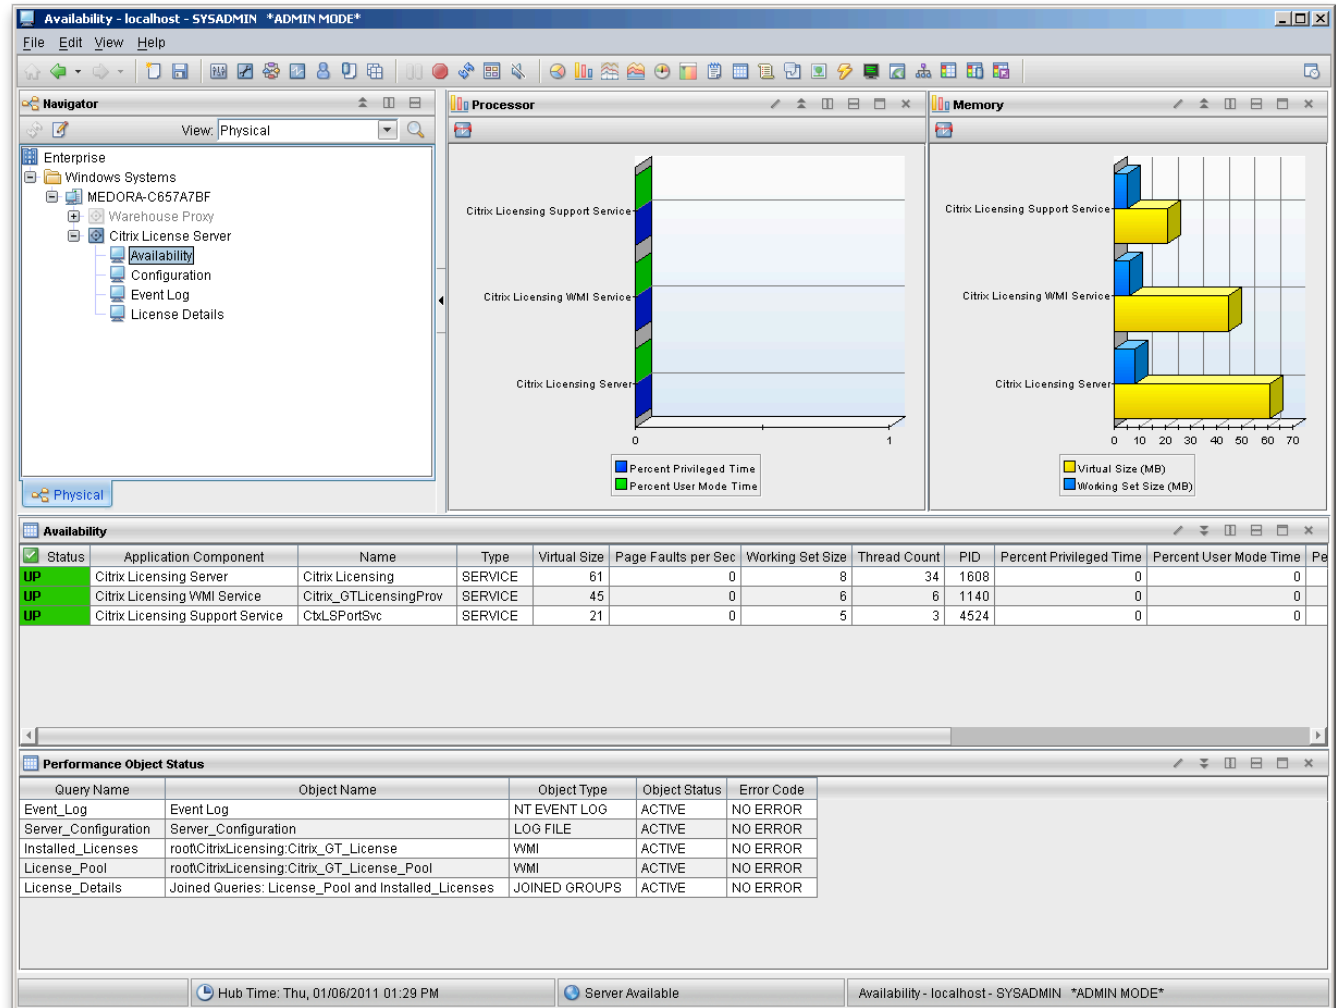 Availability - localhost - SYSADMIN *ADMIN MODE*
File Edit View Help
Navigator
View: Physical
Enterprise
Windows Systems
MEDORA-C657A7BF
Warehouse Proxy
Citrix License Server
Availability
Configuration
Event Log
License Details
Physical
Processor
Citrix Licensing Support Service
Citrix Licensing WMI Service
Citrix Licensing Server
0 1
Percent Privileged Time
Percent User Mode Time
Memory
Citrix Licensing Support Service
Citrix Licensing WMI Service
Citrix Licensing Server
0 10 20 30 40 50 60 70
Virtual Size (MB)
Working Set Size (MB)
Availability
Status Application Component Name Type Virtual Size Page Faults per Sec Working Set Size Thread Count PID Percent Privileged Time Percent User Mode Time Pe
UP Citrix Licensing Server Citrix Licensing SERVICE 61 0 8 34 1608 0 0
UP Citrix Licensing WMI Service Citrix_GTLicensingProv SERVICE 45 0 6 6 1140 0 0
UP Citrix Licensing Support Service CtxLSPortSvc SERVICE 21 0 5 3 4524 0 0
Performance Object Status
Query Name Object Name Object Type Object Status Error Code
Event_Log Event Log NT EVENT LOG ACTIVE NO ERROR
Server_Configuration Server_Configuration LOG FILE ACTIVE NO ERROR
Installed_Licenses root\CitrixLicensing:Citrix_GT_License WMI ACTIVE NO ERROR
License_Pool root\CitrixLicensing:Citrix_GT_License_Pool WMI ACTIVE NO ERROR
License_Details Joined Queries: License_Pool and Installed_Licenses JOINED GROUPS ACTIVE NO ERROR
Hub Time: Thu, 01/06/2011 01:29 PM Server Available Availability - localhost - SYSADMIN *ADMIN MODE*